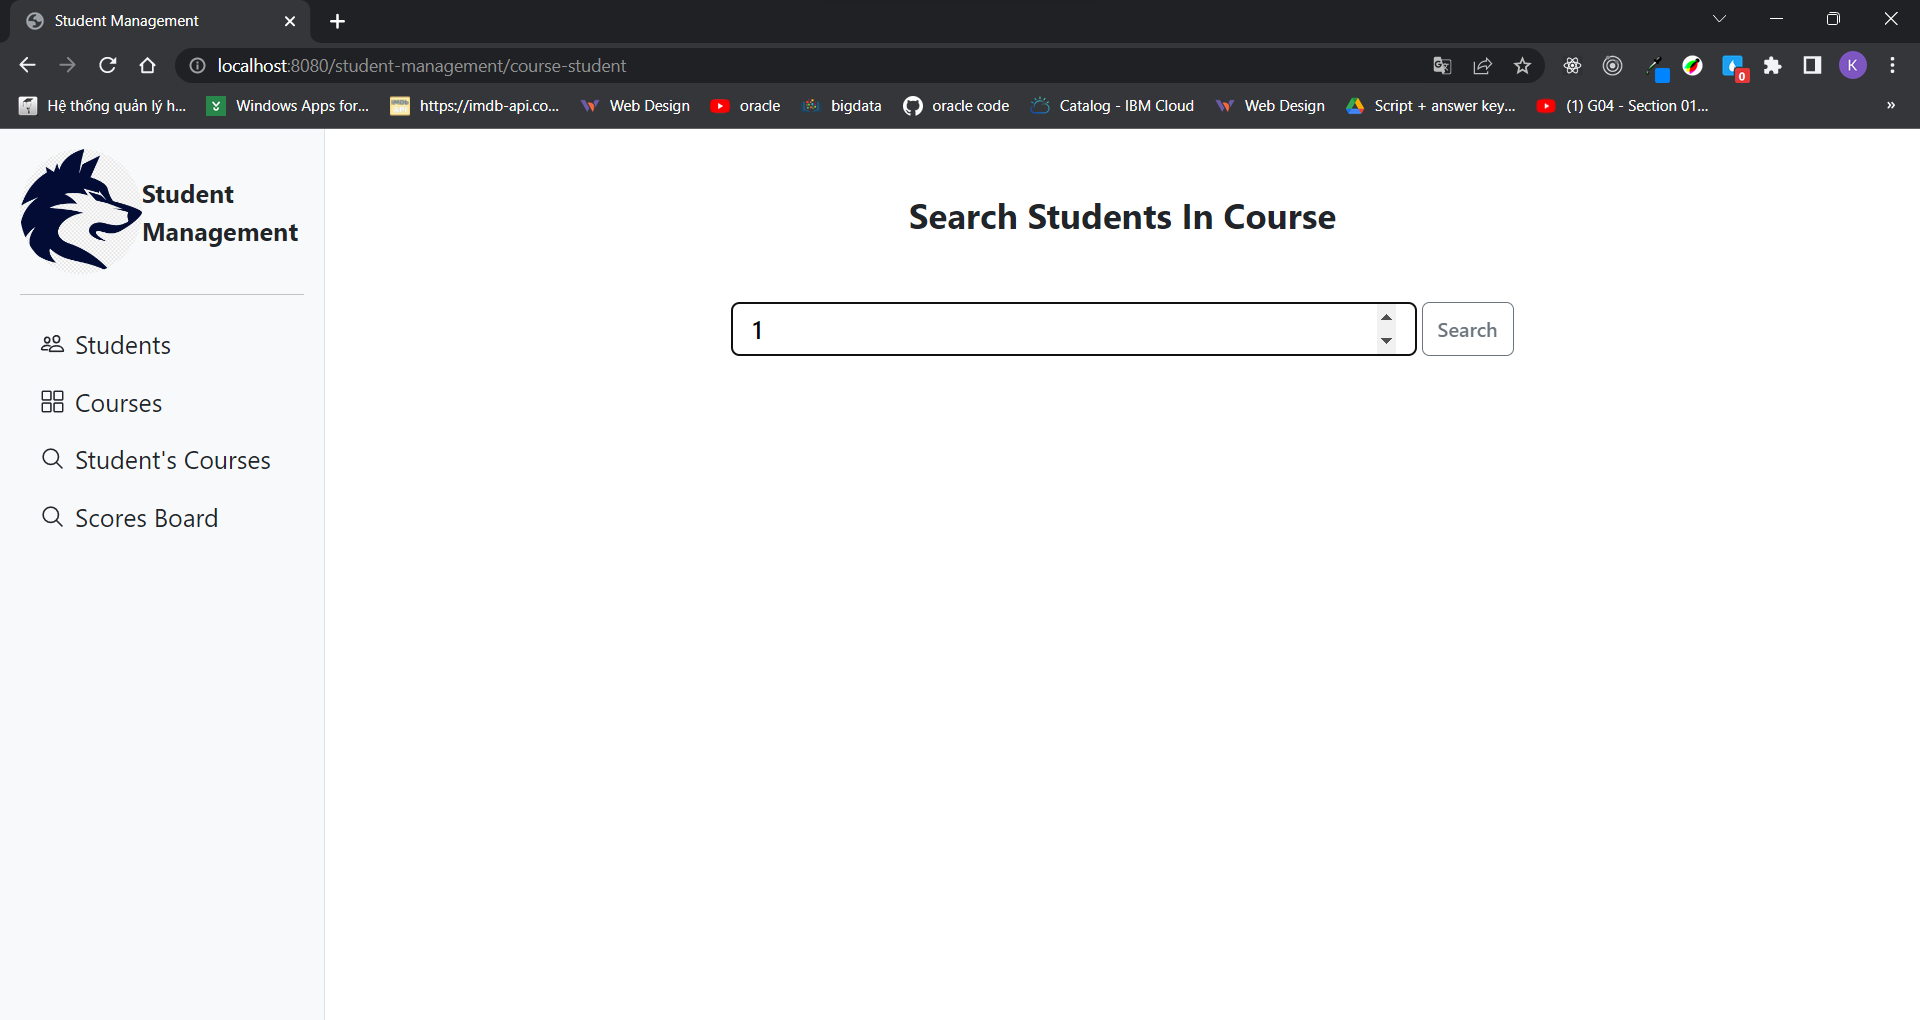 Student Management
localhost:8080/student-management/course-student
K
0
Hệ thống quản lý h...
Windows Apps for...
https://imdb-api.co...
Web Design
oracle
bigdata
oracle code
Catalog - IBM Cloud
Web Design
Script + answer key...
(1) G04 - Section 01...
»
Student
Management
Students
Courses
Student's Courses
Scores Board
Search Students In Course
1
Search